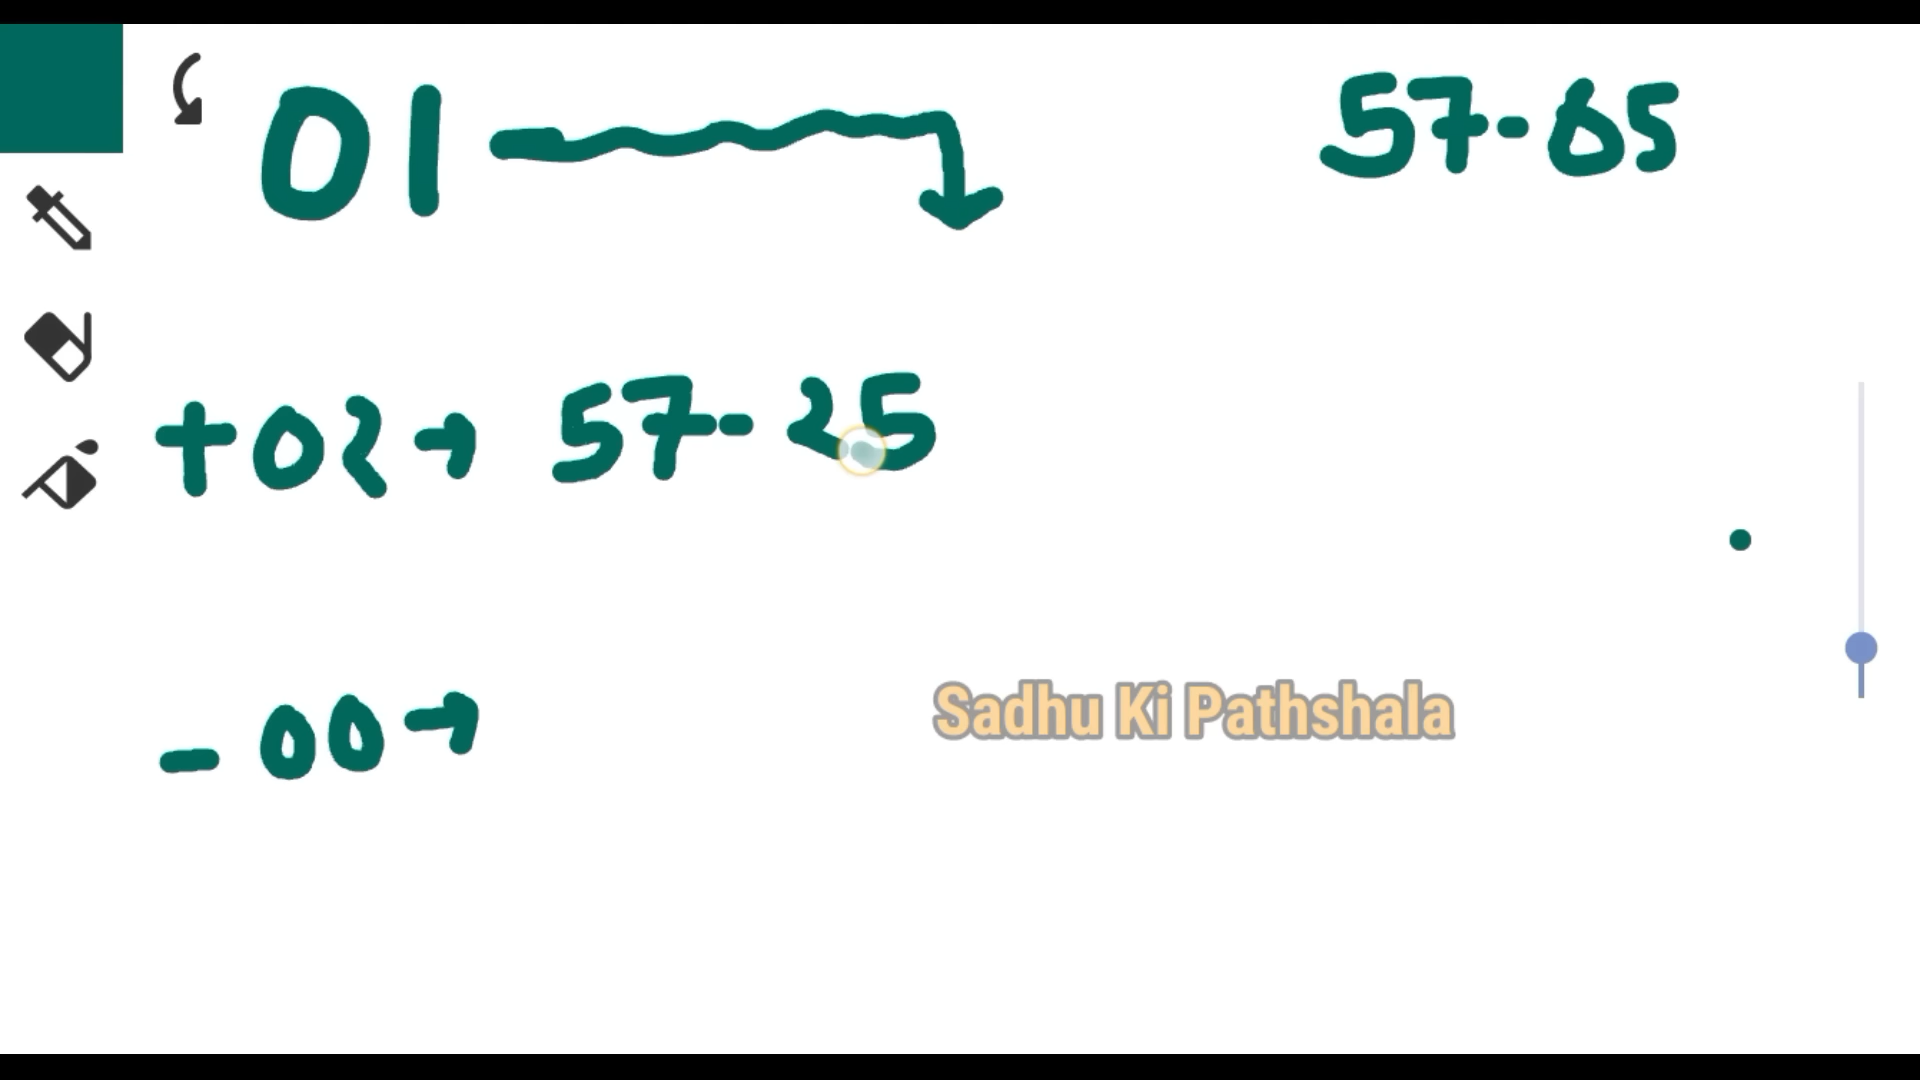 01 → 57-65
+02 → 57-25
-00 →
Sadhu Ki Pathshala